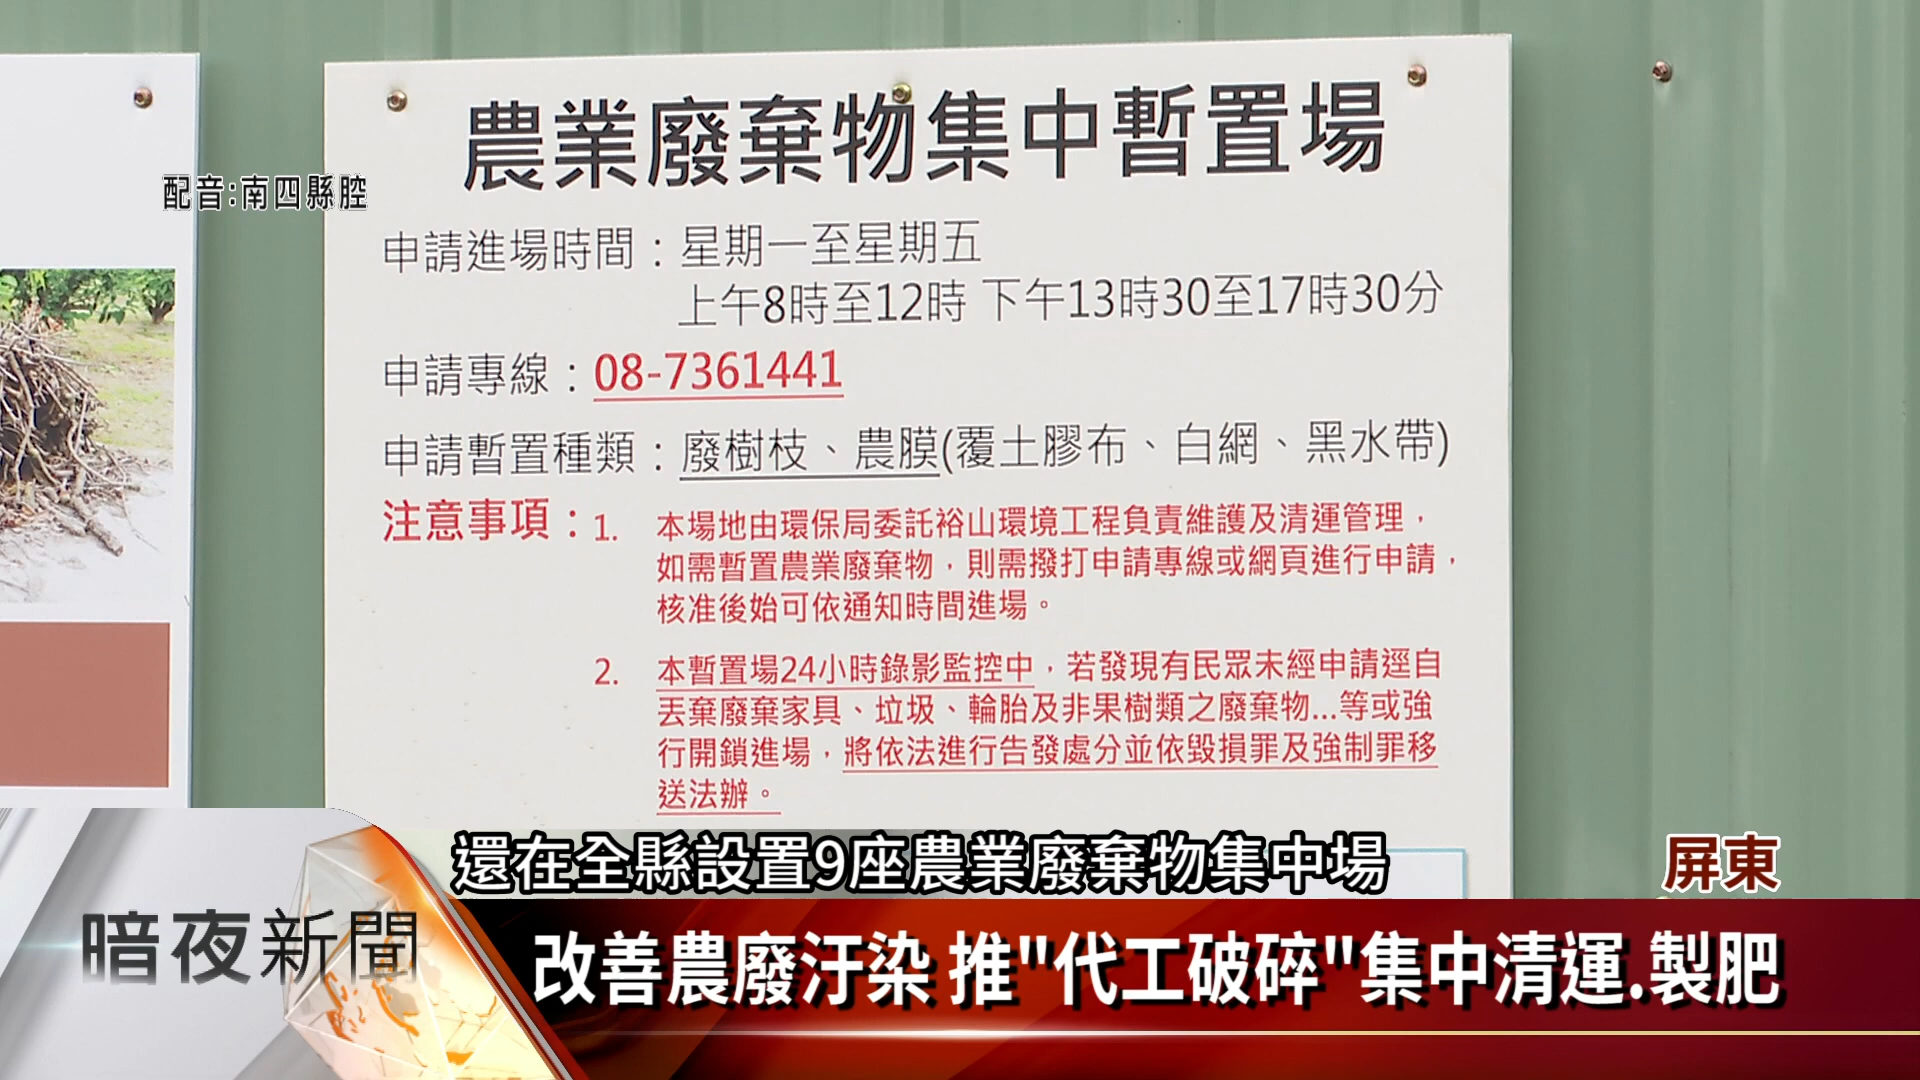 農業廢棄物集中暫置場
配音:南四縣腔
申請進場時間：星期一至星期五
上午8時至12時 下午13時30至17時30分
申請專線：08-7361441
申請暫置種類：廢樹枝、農膜(覆土膠布、白網、黑水帶)
注意事項：1. 本場地由環保局委託裕山環境工程負責維護及清運管理，
如需暫置農業廢棄物，則需撥打申請專線或網頁進行申請，
核准後始可依通知時間進場。
2. 本暫置場24小時錄影監控中，若發現有民眾未經申請逕自
丟棄廢棄家具、垃圾、輪胎及非果樹類之廢棄物...等或強
行開鎖進場，將依法進行告發處分並依毀損罪及強制罪移
送法辦。
還在全縣設置9座農業廢棄物集中場
屏東
暗夜新聞
改善農廢汙染 推"代工破碎"集中清運.製肥